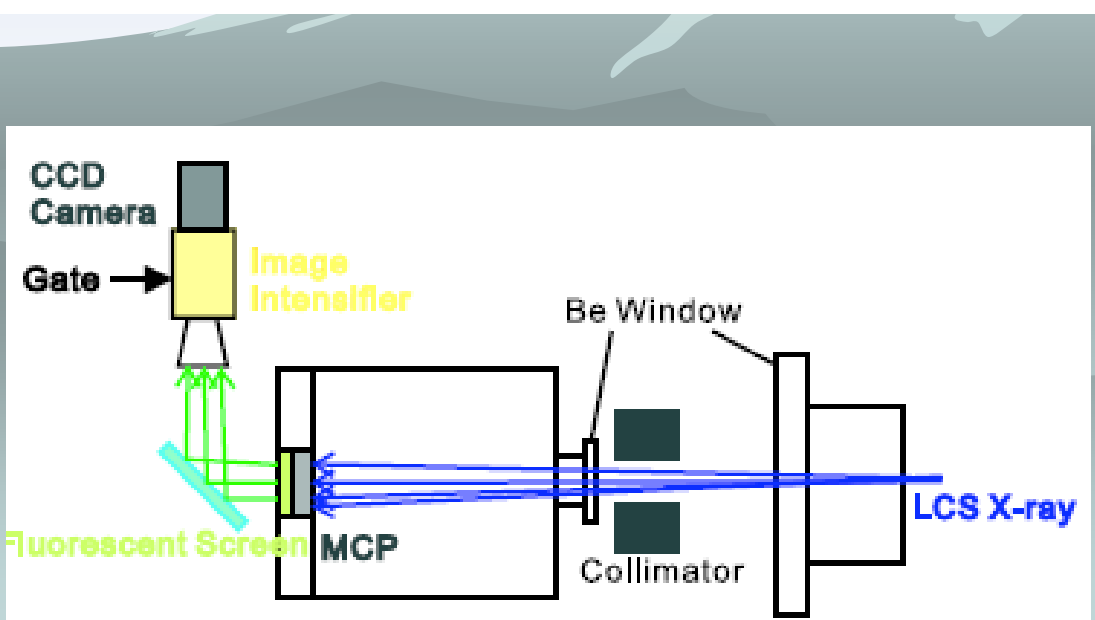 CCD
Camera
Gate
Image
Intensifier
Be Window
LCS X-ray
Fluorescent Screen
MCP
Collimator